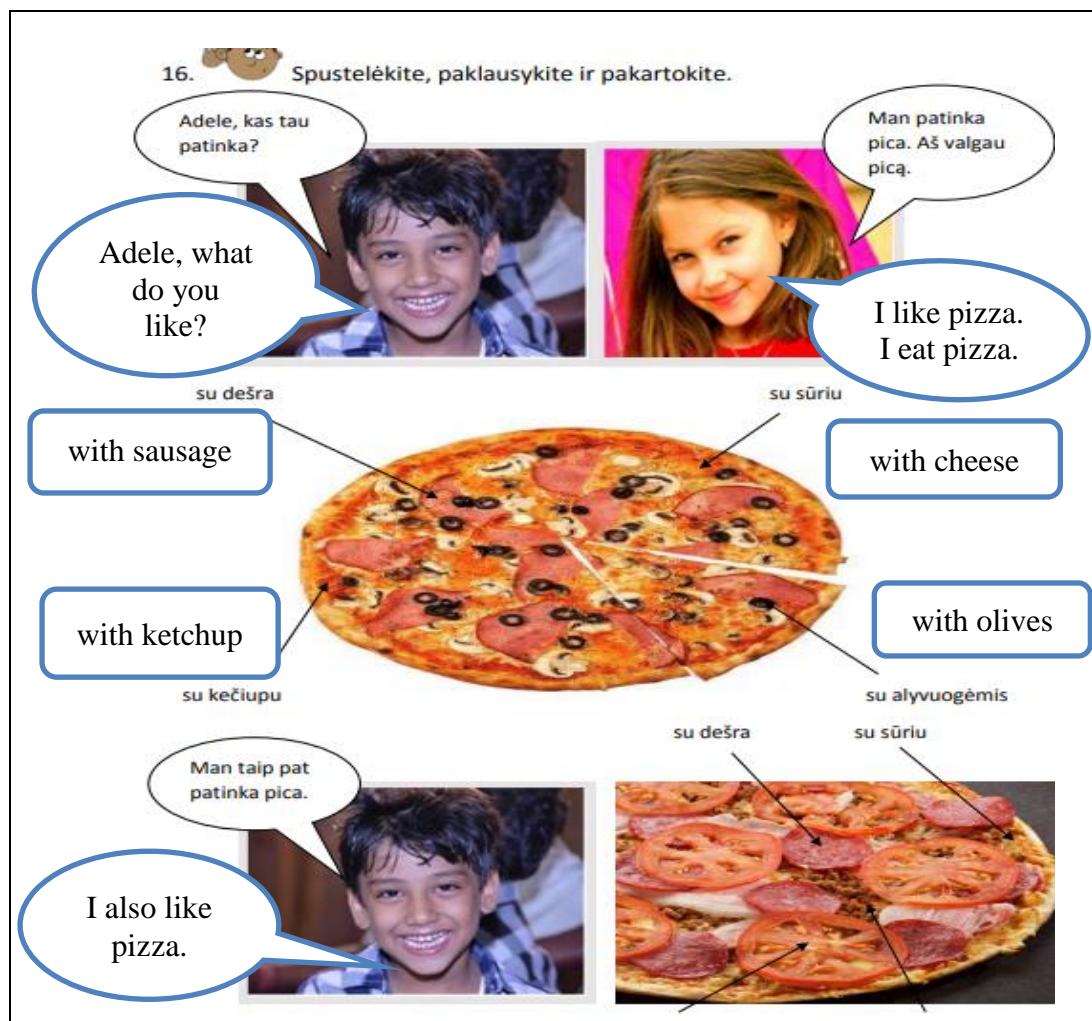 16. Spustelėkite, paklausykite ir pakartokite.
Adele, kas tau
patinka?
Man patinka
pica. Aš valgau
picą.
Adele, what
do you
like?
I like pizza.
I eat pizza.
su dešra
su sūriu
with sausage
with cheese
with ketchup
with olives
su kečiupu
su alyvuogėmis
su dešra
su sūriu
Man taip pat
patinka pica.
I also like
pizza.